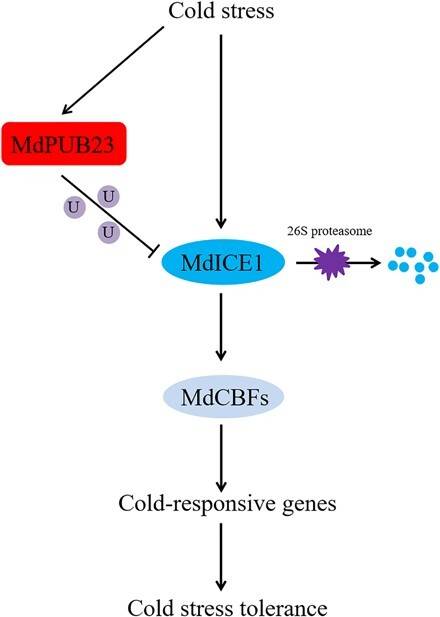 Cold stress
MdPUB23
U
U
U
26S proteasome
MdICE1
MdCBFs
Cold-responsive genes
Cold stress tolerance